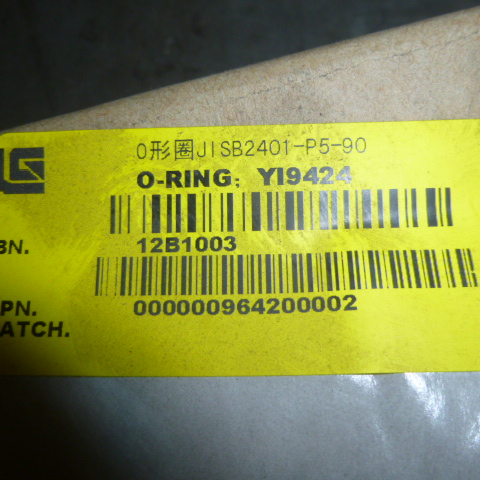 O形圈JISB2401-P5-90
O-RING; YI9424
BN. 12B1003
PN. 000000964200002
ATCH.